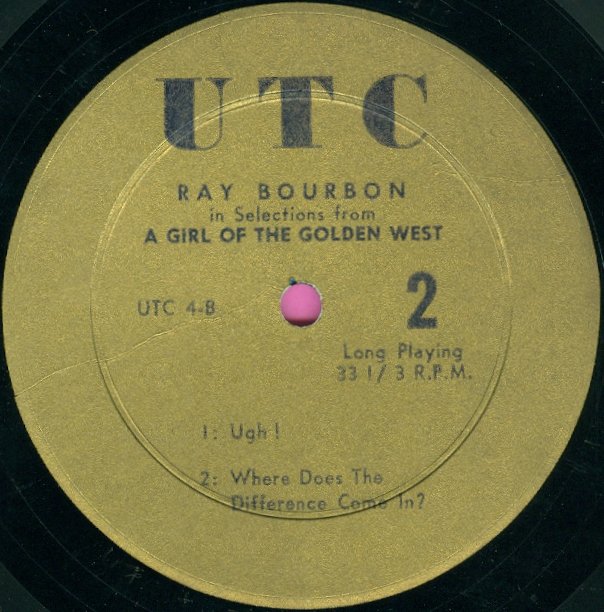 UTC
RAY BOURBON
in Selections from
A GIRL OF THE GOLDEN WEST
UTC 4-B
2
Long Playing
33 1/3 R.P.M.
1: Ugh!
2: Where Does The
Difference Come In?